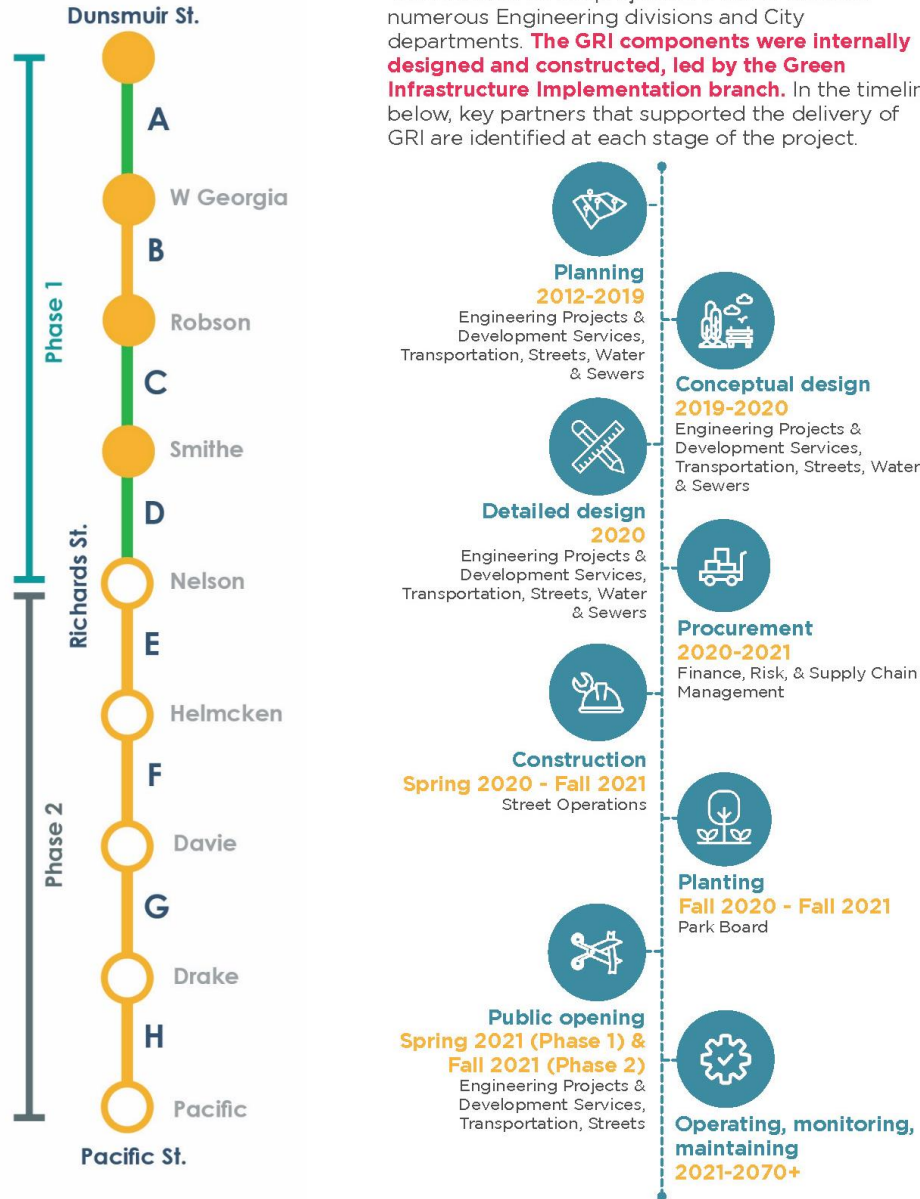 Dunsmuir St.
A
W Georgia
B
Robson
C
Smithe
D
Nelson
E
Helmcken
F
Davie
G
Drake
H
Pacific
Pacific St.
Phase 1
Richards St.
Phase 2
numerous Engineering divisions and City
departments. The GRI components were internally
designed and constructed, led by the Green
Infrastructure Implementation branch. In the timelin
below, key partners that supported the delivery of
GRI are identified at each stage of the project.
Planning
2012-2019
Engineering Projects &
Development Services,
Transportation, Streets, Water
& Sewers
Conceptual design
2019-2020
Engineering Projects &
Development Services,
Transportation, Streets, Water
& Sewers
Detailed design
2020
Engineering Projects &
Development Services,
Transportation, Streets, Water
& Sewers
Procurement
2020-2021
Finance, Risk, & Supply Chain
Management
Construction
Spring 2020 - Fall 2021
Street Operations
Planting
Fall 2020 - Fall 2021
Park Board
Public opening
Spring 2021 (Phase 1) &
Fall 2021 (Phase 2)
Engineering Projects &
Development Services,
Transportation, Streets
Operating, monitoring,
maintaining
2021-2070+